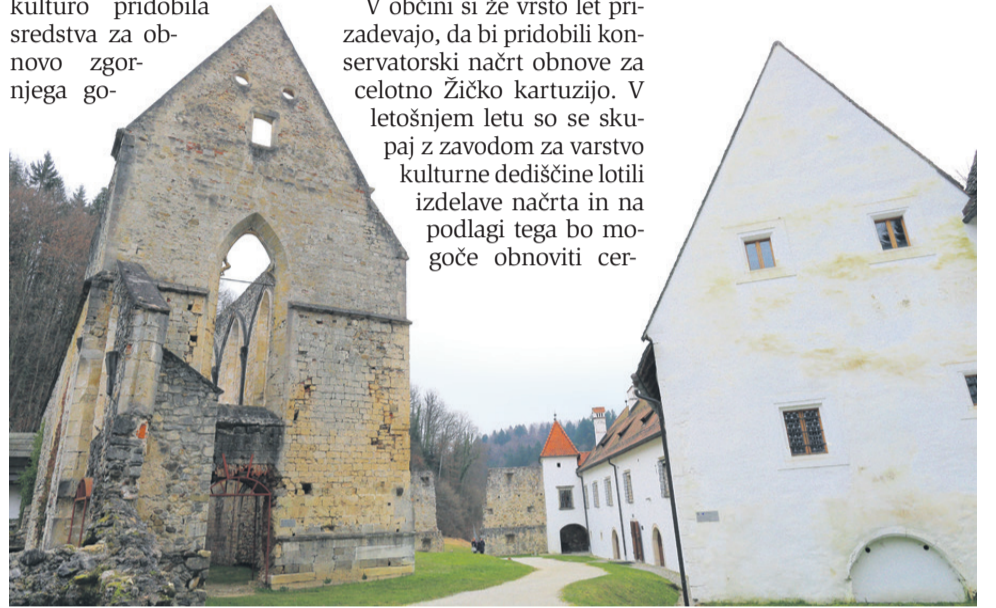 kulturo pridobila
sredstva za ob-
novo zgor-
njega go-
V občini si že vrsto let pri-
zadevajo, da bi pridobili kon-
servatorski načrt obnove za
celotno Žičko kartuzijo. V
letošnjem letu so se sku-
paj z zavodom za varstvo
kulturne dediščine lotili
izdelave načrta in na
podlagi tega bo mo-
goče obnoviti cer-